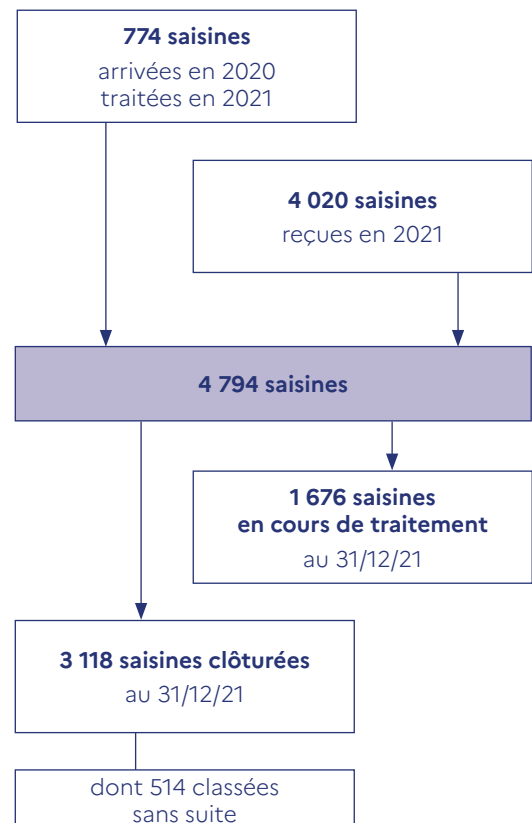 774 saisines
arrivées en 2020
traitées en 2021
4 020 saisines
reçues en 2021
4 794 saisines
1 676 saisines
en cours de traitement
au 31/12/21
3 118 saisines clôturées
au 31/12/21
dont 514 classées
sans suite